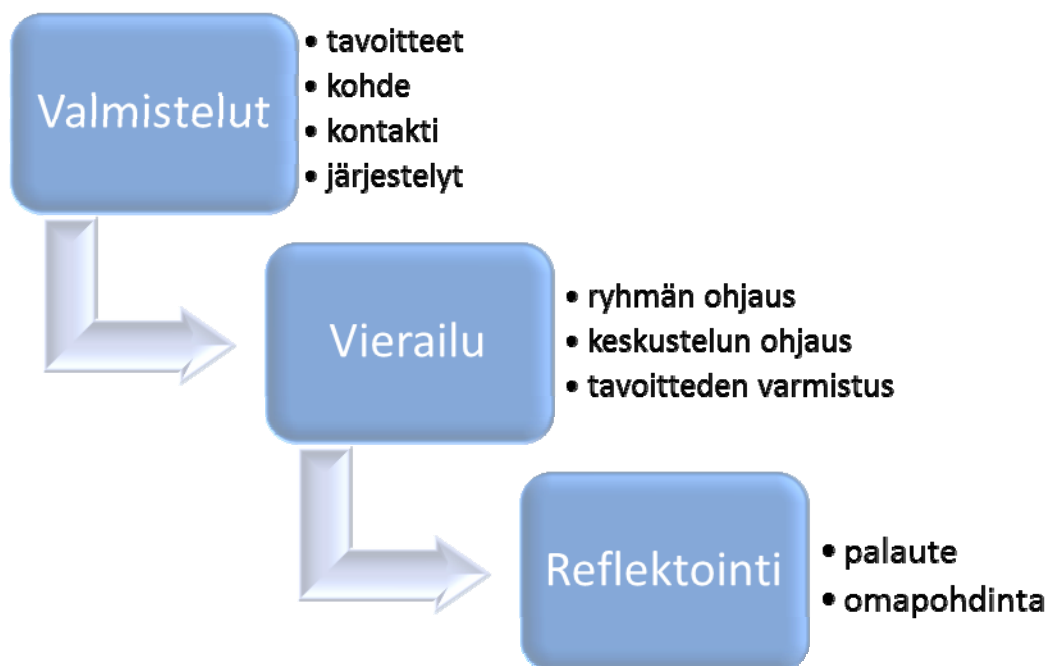 Valmistelut
• tavoitteet
• kohde
• kontakti
• järjestelyt
Vierailu
• ryhmän ohjaus
• keskustelun ohjaus
• tavoitteden varmistus
Reflektointi
• palaute
• omapohdinta